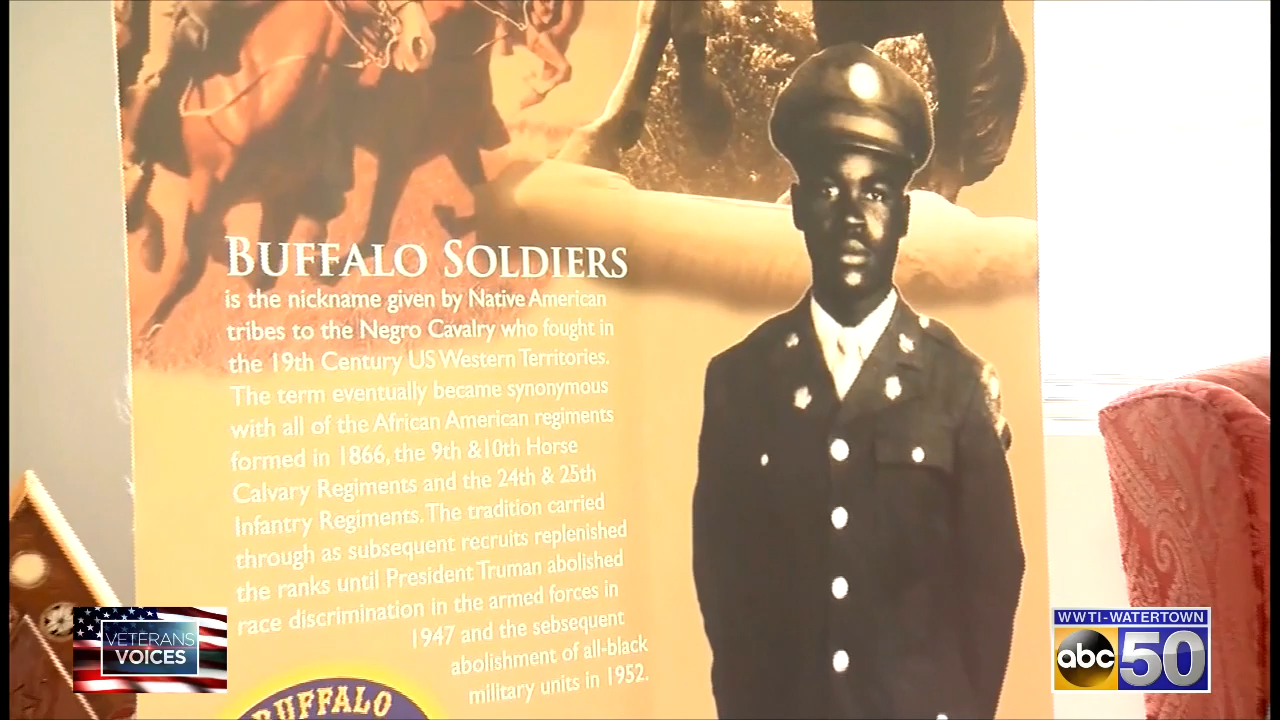 BUFFALO SOLDIERS
is the nickname given by Native American
tribes to the Negro Cavalry who fought in
the 19th Century US Western Territories.
The term eventually became synonymous
with all of the African American regiments
formed in 1866, the 9th &10th Horse
Calvary Regiments and the 24th & 25th
Infantry Regiments. The tradition carried
through as subsequent recruits replenished
the ranks until President Truman abolished
race discrimination in the armed forces in
1947 and the sebsequent
abolishment of all-black
military units in 1952.
BUFFALO
VETERANS
VOICES
WWTI-WATERTOWN
abc 50